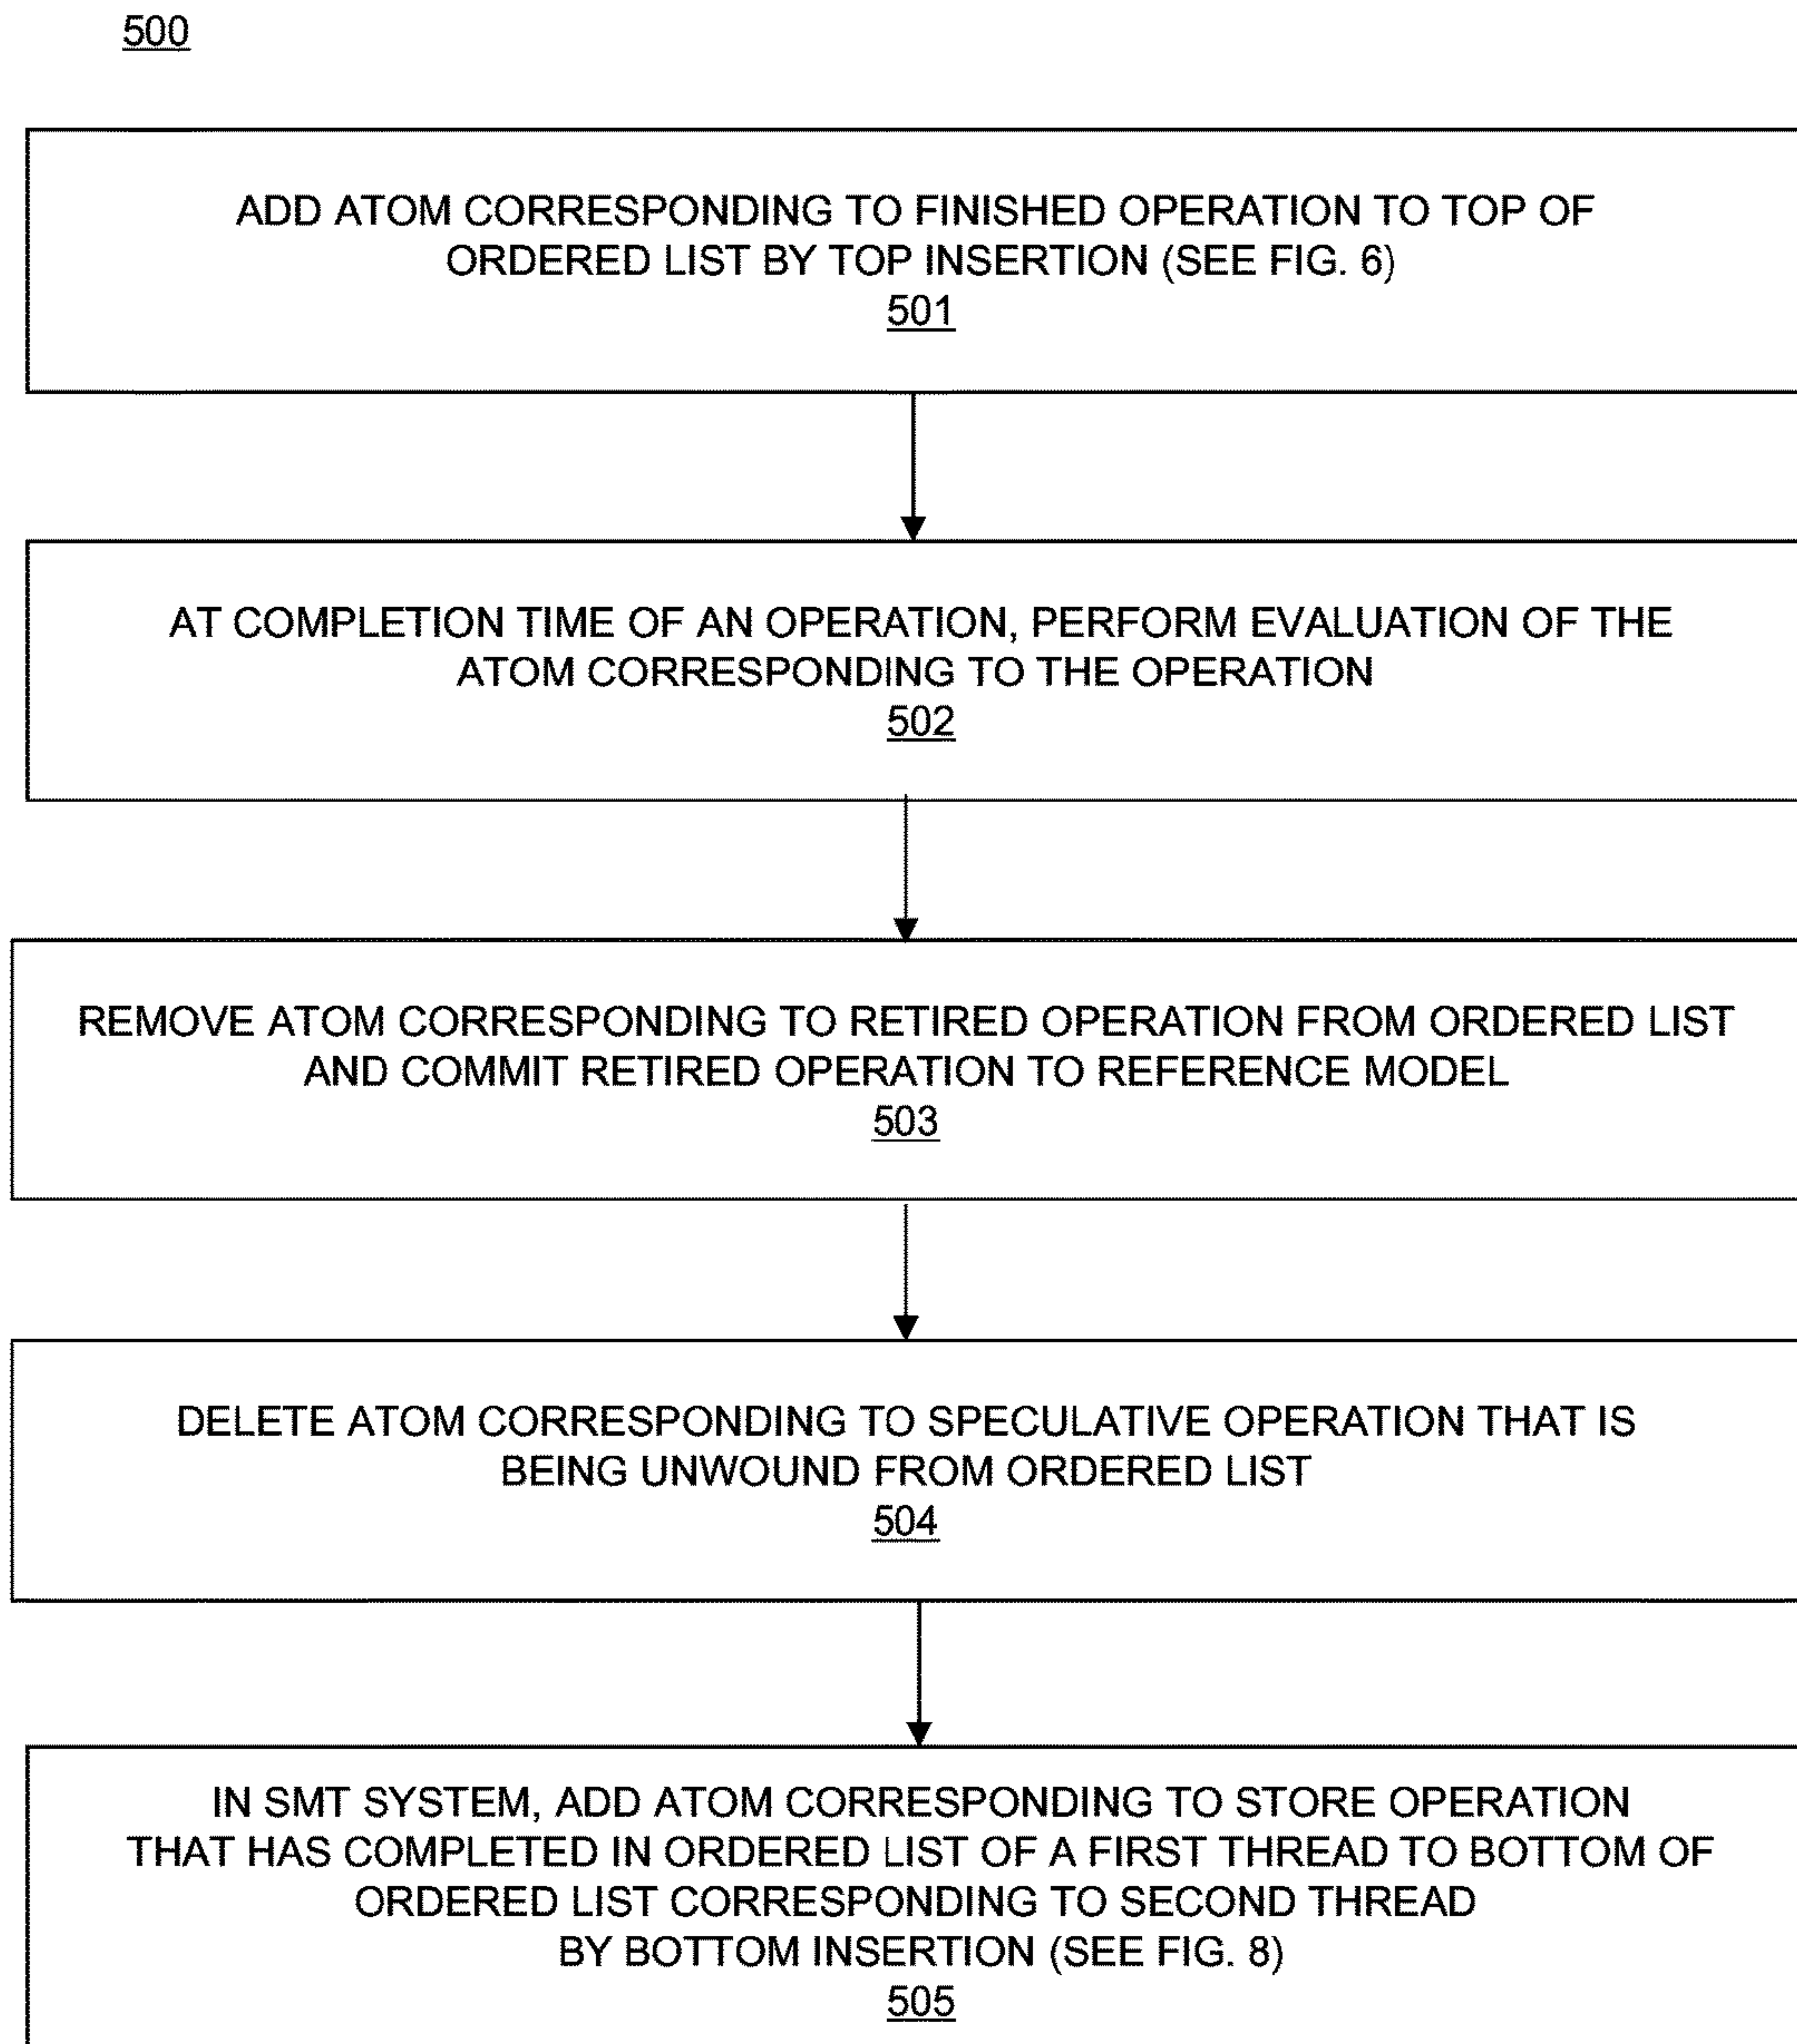 500
ADD ATOM CORRESPONDING TO FINISHED OPERATION TO TOP OF
ORDERED LIST BY TOP INSERTION (SEE FIG. 6)
501
AT COMPLETION TIME OF AN OPERATION, PERFORM EVALUATION OF THE
ATOM CORRESPONDING TO THE OPERATION
502
REMOVE ATOM CORRESPONDING TO RETIRED OPERATION FROM ORDERED LIST
AND COMMIT RETIRED OPERATION TO REFERENCE MODEL
503
DELETE ATOM CORRESPONDING TO SPECULATIVE OPERATION THAT IS
BEING UNWOUND FROM ORDERED LIST
504
IN SMT SYSTEM, ADD ATOM CORRESPONDING TO STORE OPERATION
THAT HAS COMPLETED IN ORDERED LIST OF A FIRST THREAD TO BOTTOM OF
ORDERED LIST CORRESPONDING TO SECOND THREAD
BY BOTTOM INSERTION (SEE FIG. 8)
505